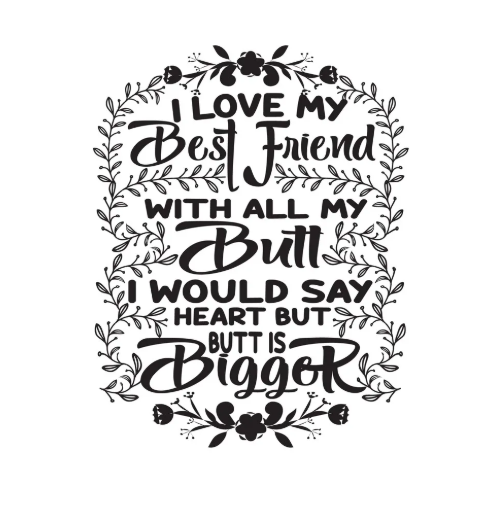 I LOVE MY
Best Friend
WITH ALL MY
Butt
I WOULD SAY
HEART BUT
BUTT IS
BiggeR